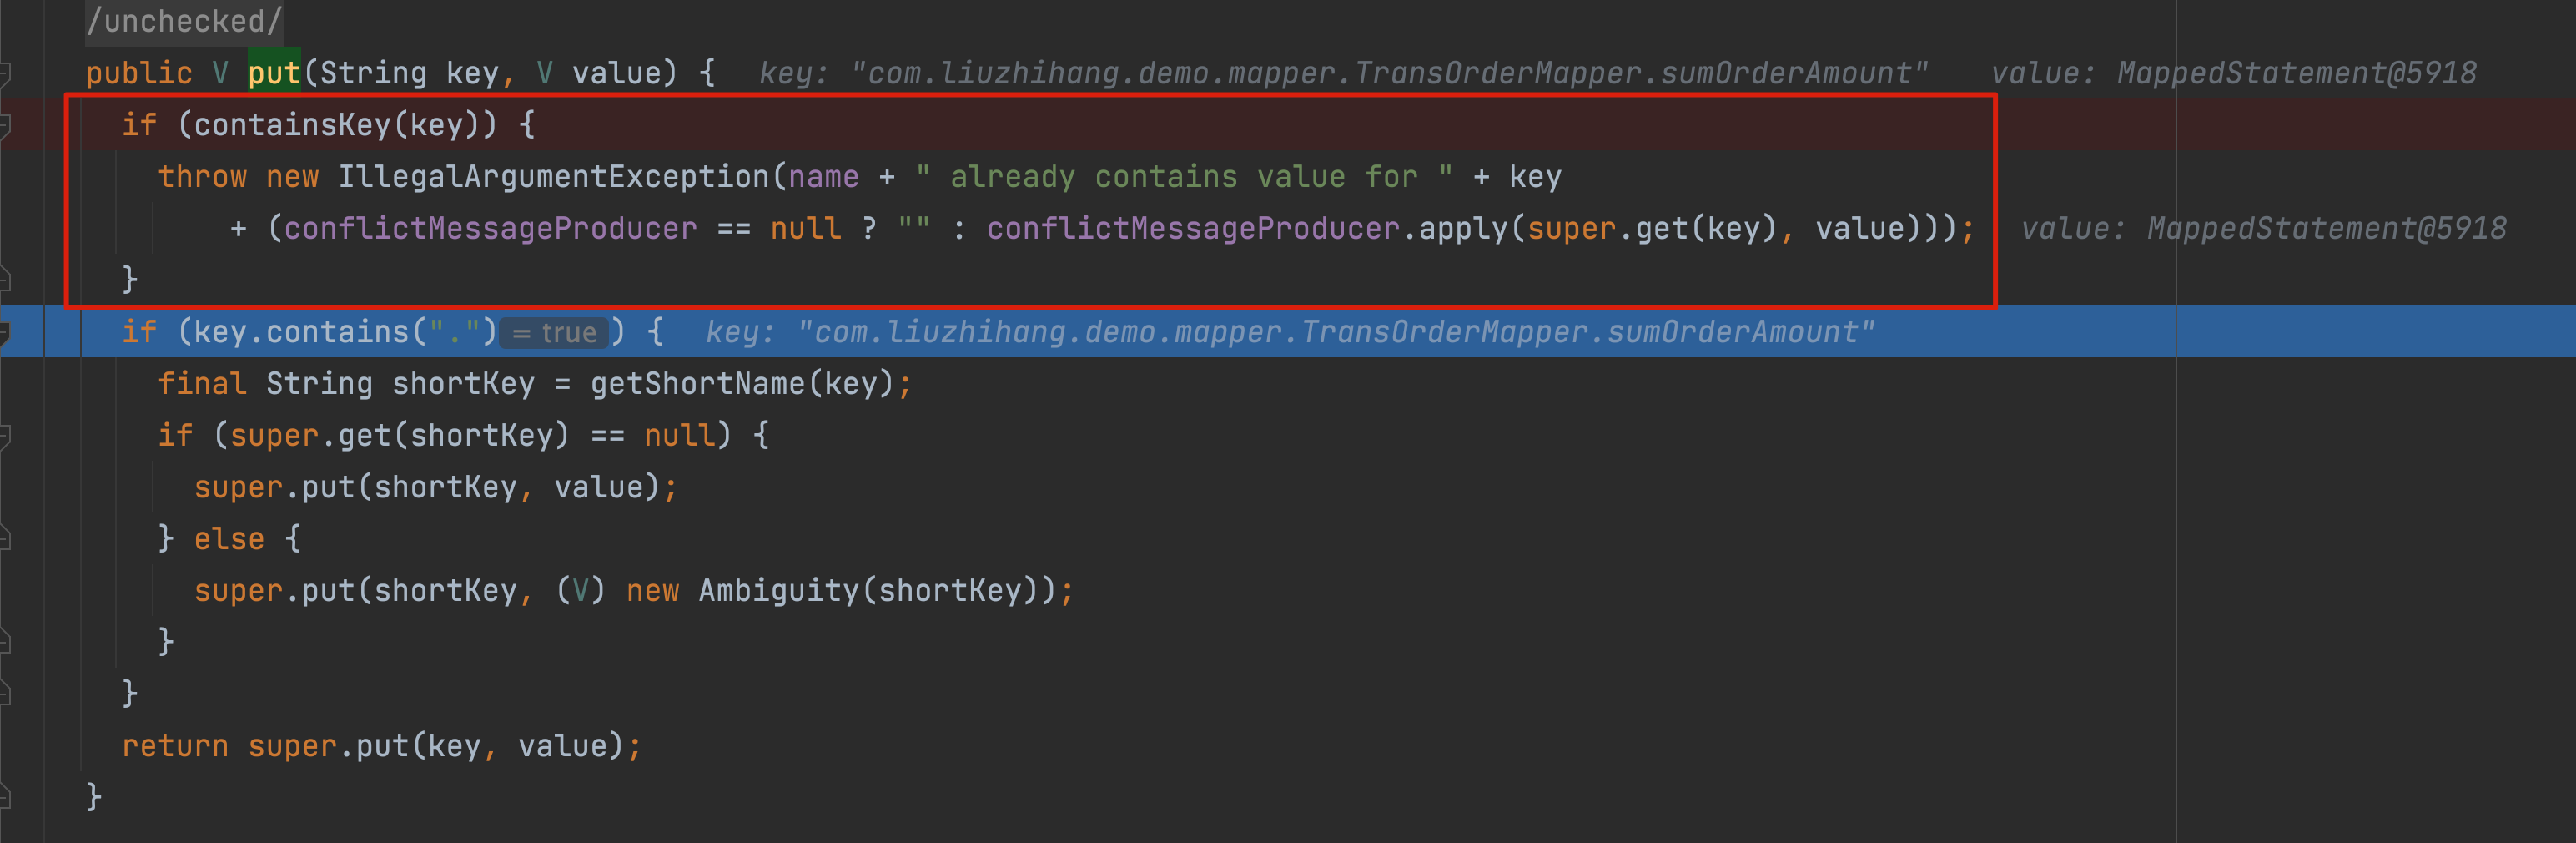 /unchecked/
public V put(String key, V value) { key: "com.liuzhihang.demo.mapper.TransOrderMapper.sumOrderAmount" value: MappedStatement@5918
if (containsKey(key)) {
throw new IllegalArgumentException(name + " already contains value for " + key
+ (conflictMessageProducer == null ? "" : conflictMessageProducer.apply(super.get(key), value))); value: MappedStatement@5918
}
if (key.contains(".") = true ) { key: "com.liuzhihang.demo.mapper.TransOrderMapper.sumOrderAmount"
final String shortKey = getShortName(key);
if (super.get(shortKey) == null) {
super.put(shortKey, value);
} else {
super.put(shortKey, (V) new Ambiguity(shortKey));
}
}
return super.put(key, value);
}